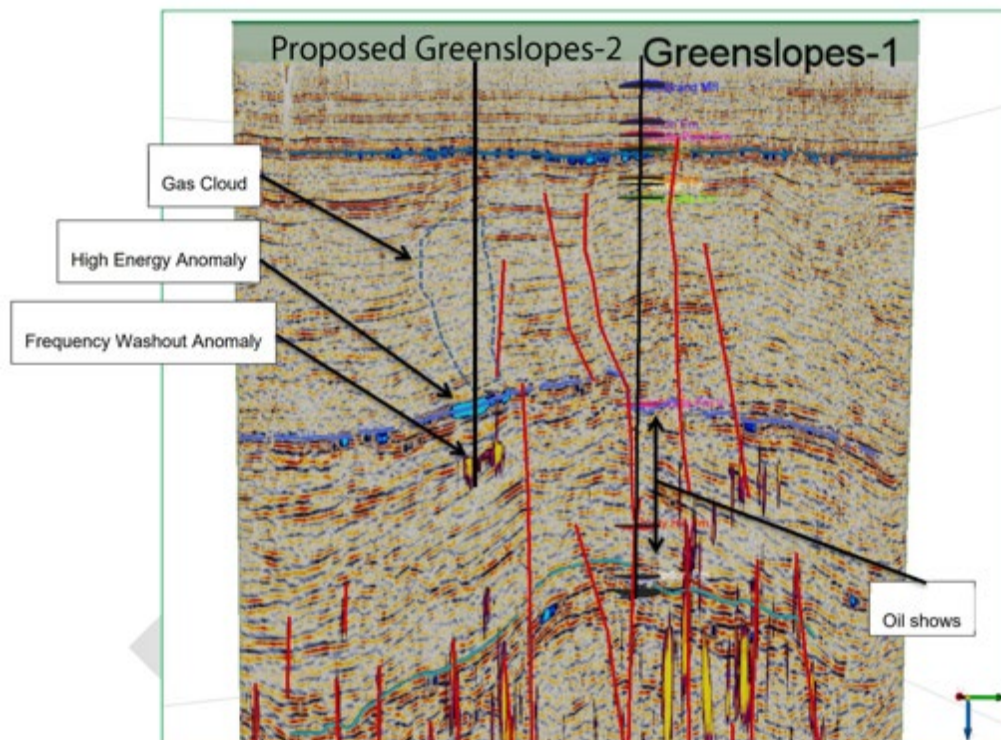 Proposed Greenslopes-2
Greenslopes-1
Gas Cloud
High Energy Anomaly
Frequency Washout Anomaly
Oil shows